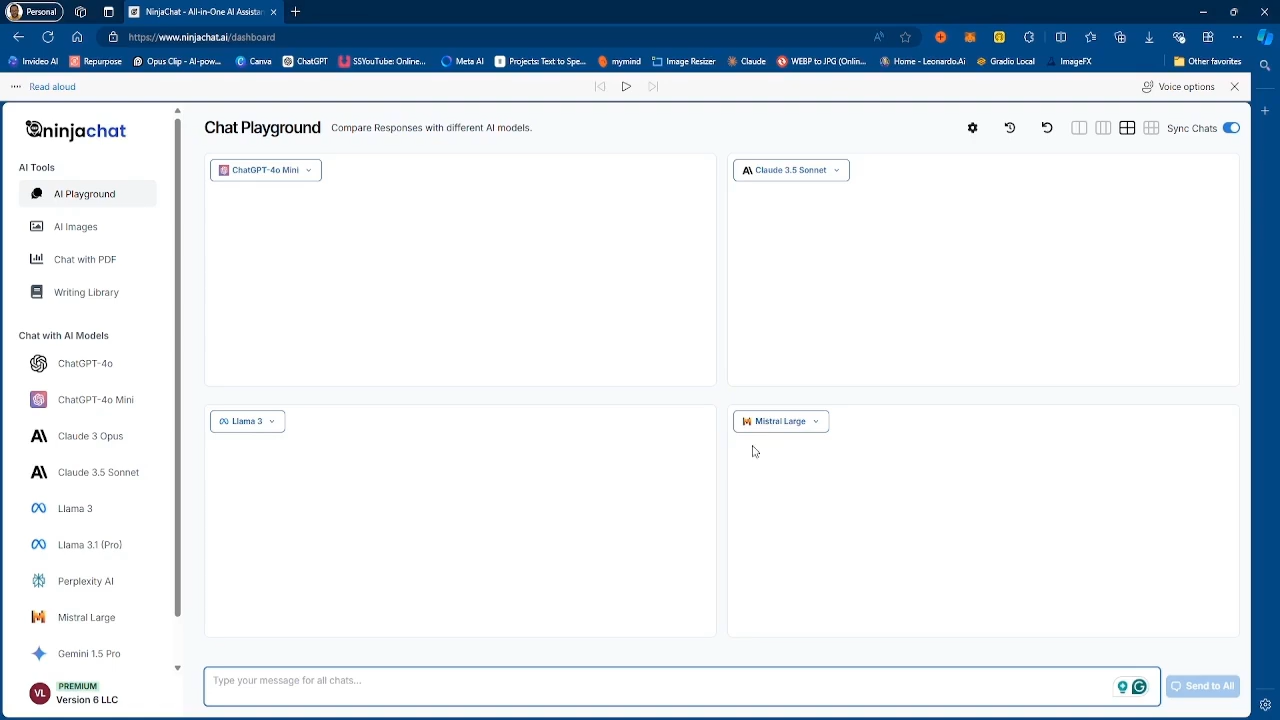 Personal
NinjaChat - All-in-One AI Assistan
https://www.ninjachat.ai/dashboard
Invideo AI
Repurpose
Opus Clip - AI-pow...
Canva
ChatGPT
SSYouTube: Online...
Meta AI
Projects: Text to Spe...
mymind
Image Resizer
Claude
WEBP to JPG (Onlin...
Home - Leonardo.Ai
Gradio Local
ImageFX
Other favorites
Read aloud
Voice options
ninjachat
Chat Playground
Compare Responses with different AI models.
Sync Chats
AI Tools
AI Playground
AI Images
Chat with PDF
Writing Library
Chat with AI Models
ChatGPT-4o
ChatGPT-4o Mini
Claude 3 Opus
Claude 3.5 Sonnet
Llama 3
Llama 3.1 (Pro)
Perplexity AI
Mistral Large
Gemini 1.5 Pro
VL
PREMIUM
Version 6 LLC
ChatGPT-4o Mini
Claude 3.5 Sonnet
Llama 3
Mistral Large
Type your message for all chats...
Send to All